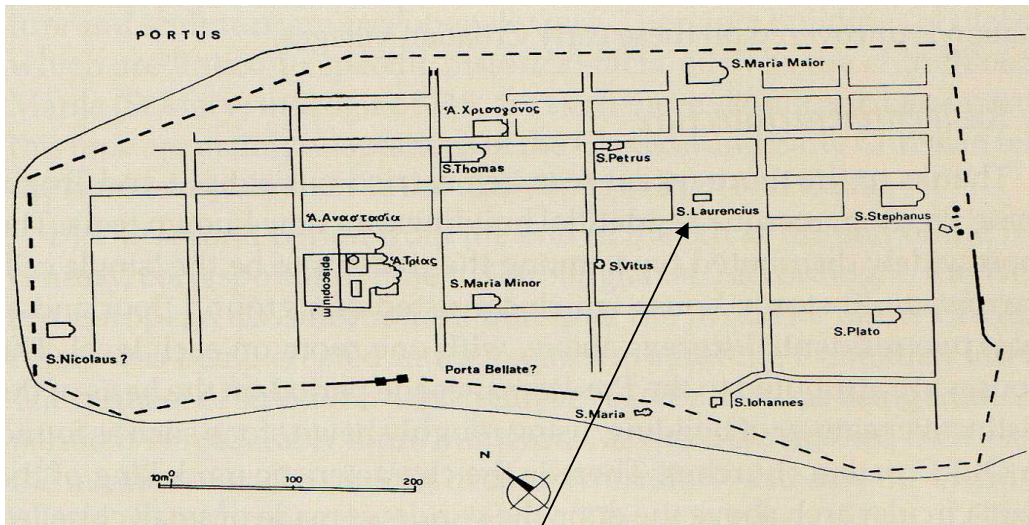 PORTUS
S.Maria Maior
Ἁ.Χρισογονος
S.Petrus
S.Thomas
S.Laurencius
S.Stephanus
Ἁ.Αναστασία
Ἁ.Τρίας
episcopium
S.Vitus
S.Maria Minor
S.Plato
S.Nicolaus ?
Porta Bellate?
S.Maria
S.Iohannes
N
10m 0 100 200